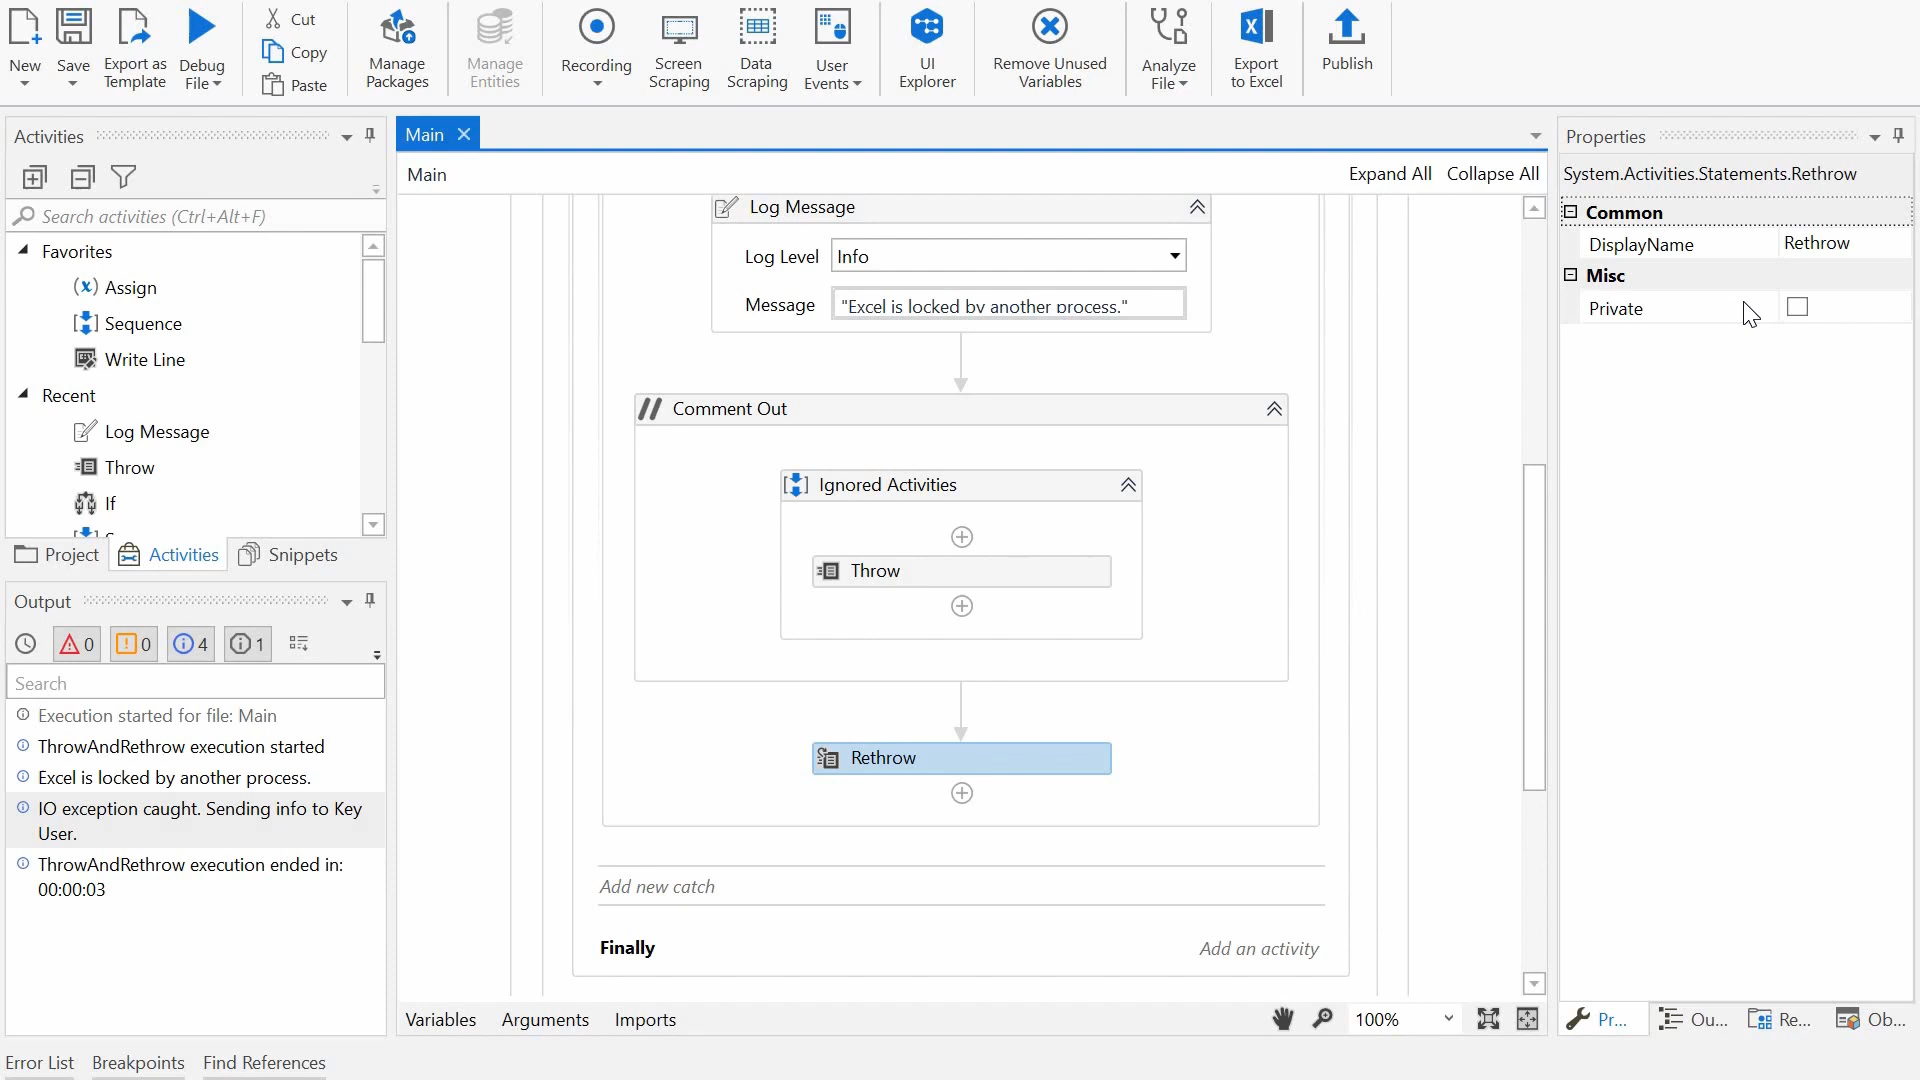 New
Save
Export as
Template
Debug
File
Cut
Copy
Paste
Manage
Packages
Manage
Entities
Recording
Screen
Scraping
Data
Scraping
User
Events
UI
Explorer
Remove Unused
Variables
Analyze
File
Export
to Excel
Publish
Activities
Search activities (Ctrl+Alt+F)
Favorites
Assign
Sequence
Write Line
Recent
Log Message
Throw
If
Project
Activities
Snippets
Output
0
0
4
1
Search
Execution started for file: Main
ThrowAndRethrow execution started
Excel is locked by another process.
IO exception caught. Sending info to Key
User.
ThrowAndRethrow execution ended in:
00:00:03
Main
Main
Expand All
Collapse All
Log Message
Log Level
Info
Message
"Excel is locked by another process."
Comment Out
Ignored Activities
Throw
Rethrow
Add new catch
Finally
Add an activity
Variables
Arguments
Imports
100%
Properties
System.Activities.Statements.Rethrow
Common
DisplayName
Rethrow
Misc
Private
Pr...
Ou...
Re...
Ob...
Error List
Breakpoints
Find References